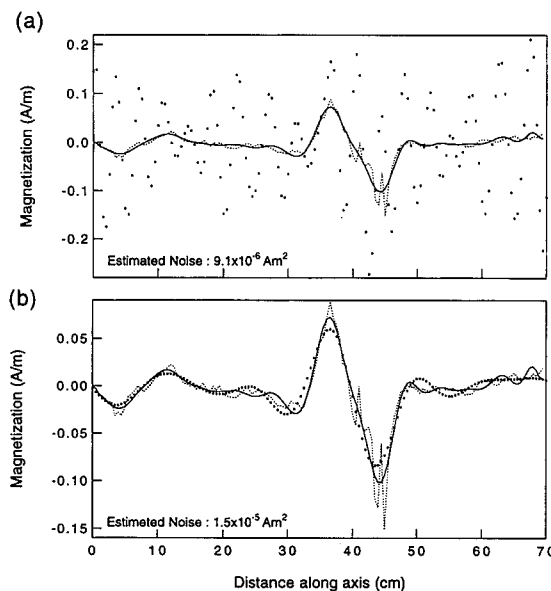 (a)
0.2
0.1
0.0
-0.1
-0.2
Magnetization (A/m)
Estimated Noise : 9.1x10⁻⁶ Am²
(b)
0.05
0.00
-0.05
-0.10
-0.15
Magnetization (A/m)
Estimated Noise : 1.5x10⁻⁵ Am²
0 10 20 30 40 50 60 70
Distance along axis (cm)